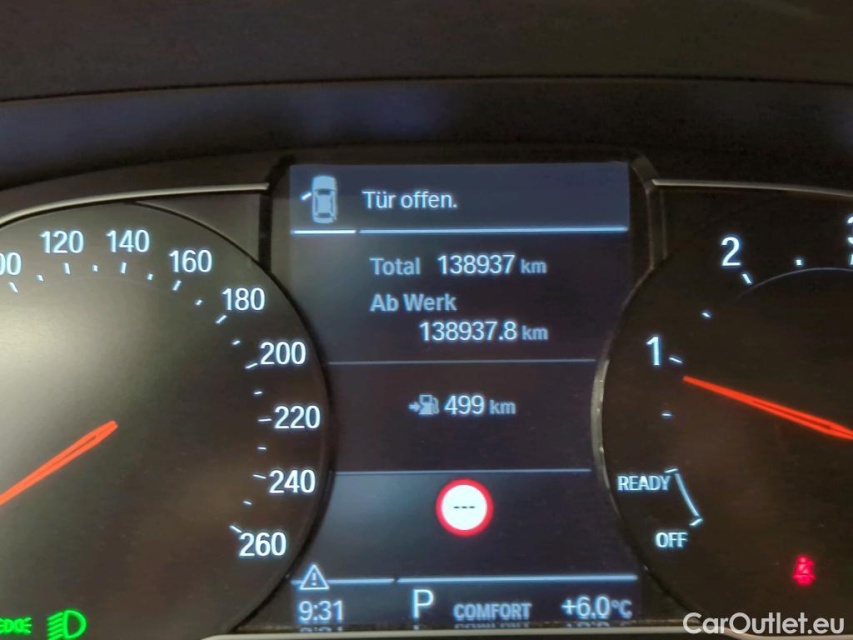 Tür offen.
Total 138937 km
Ab Werk
138937.8 km
499 km
---
9:31 P COMFORT +6.0°C
120
140
160
180
200
220
240
260
2
1
READY
OFF
CarOutlet.eu